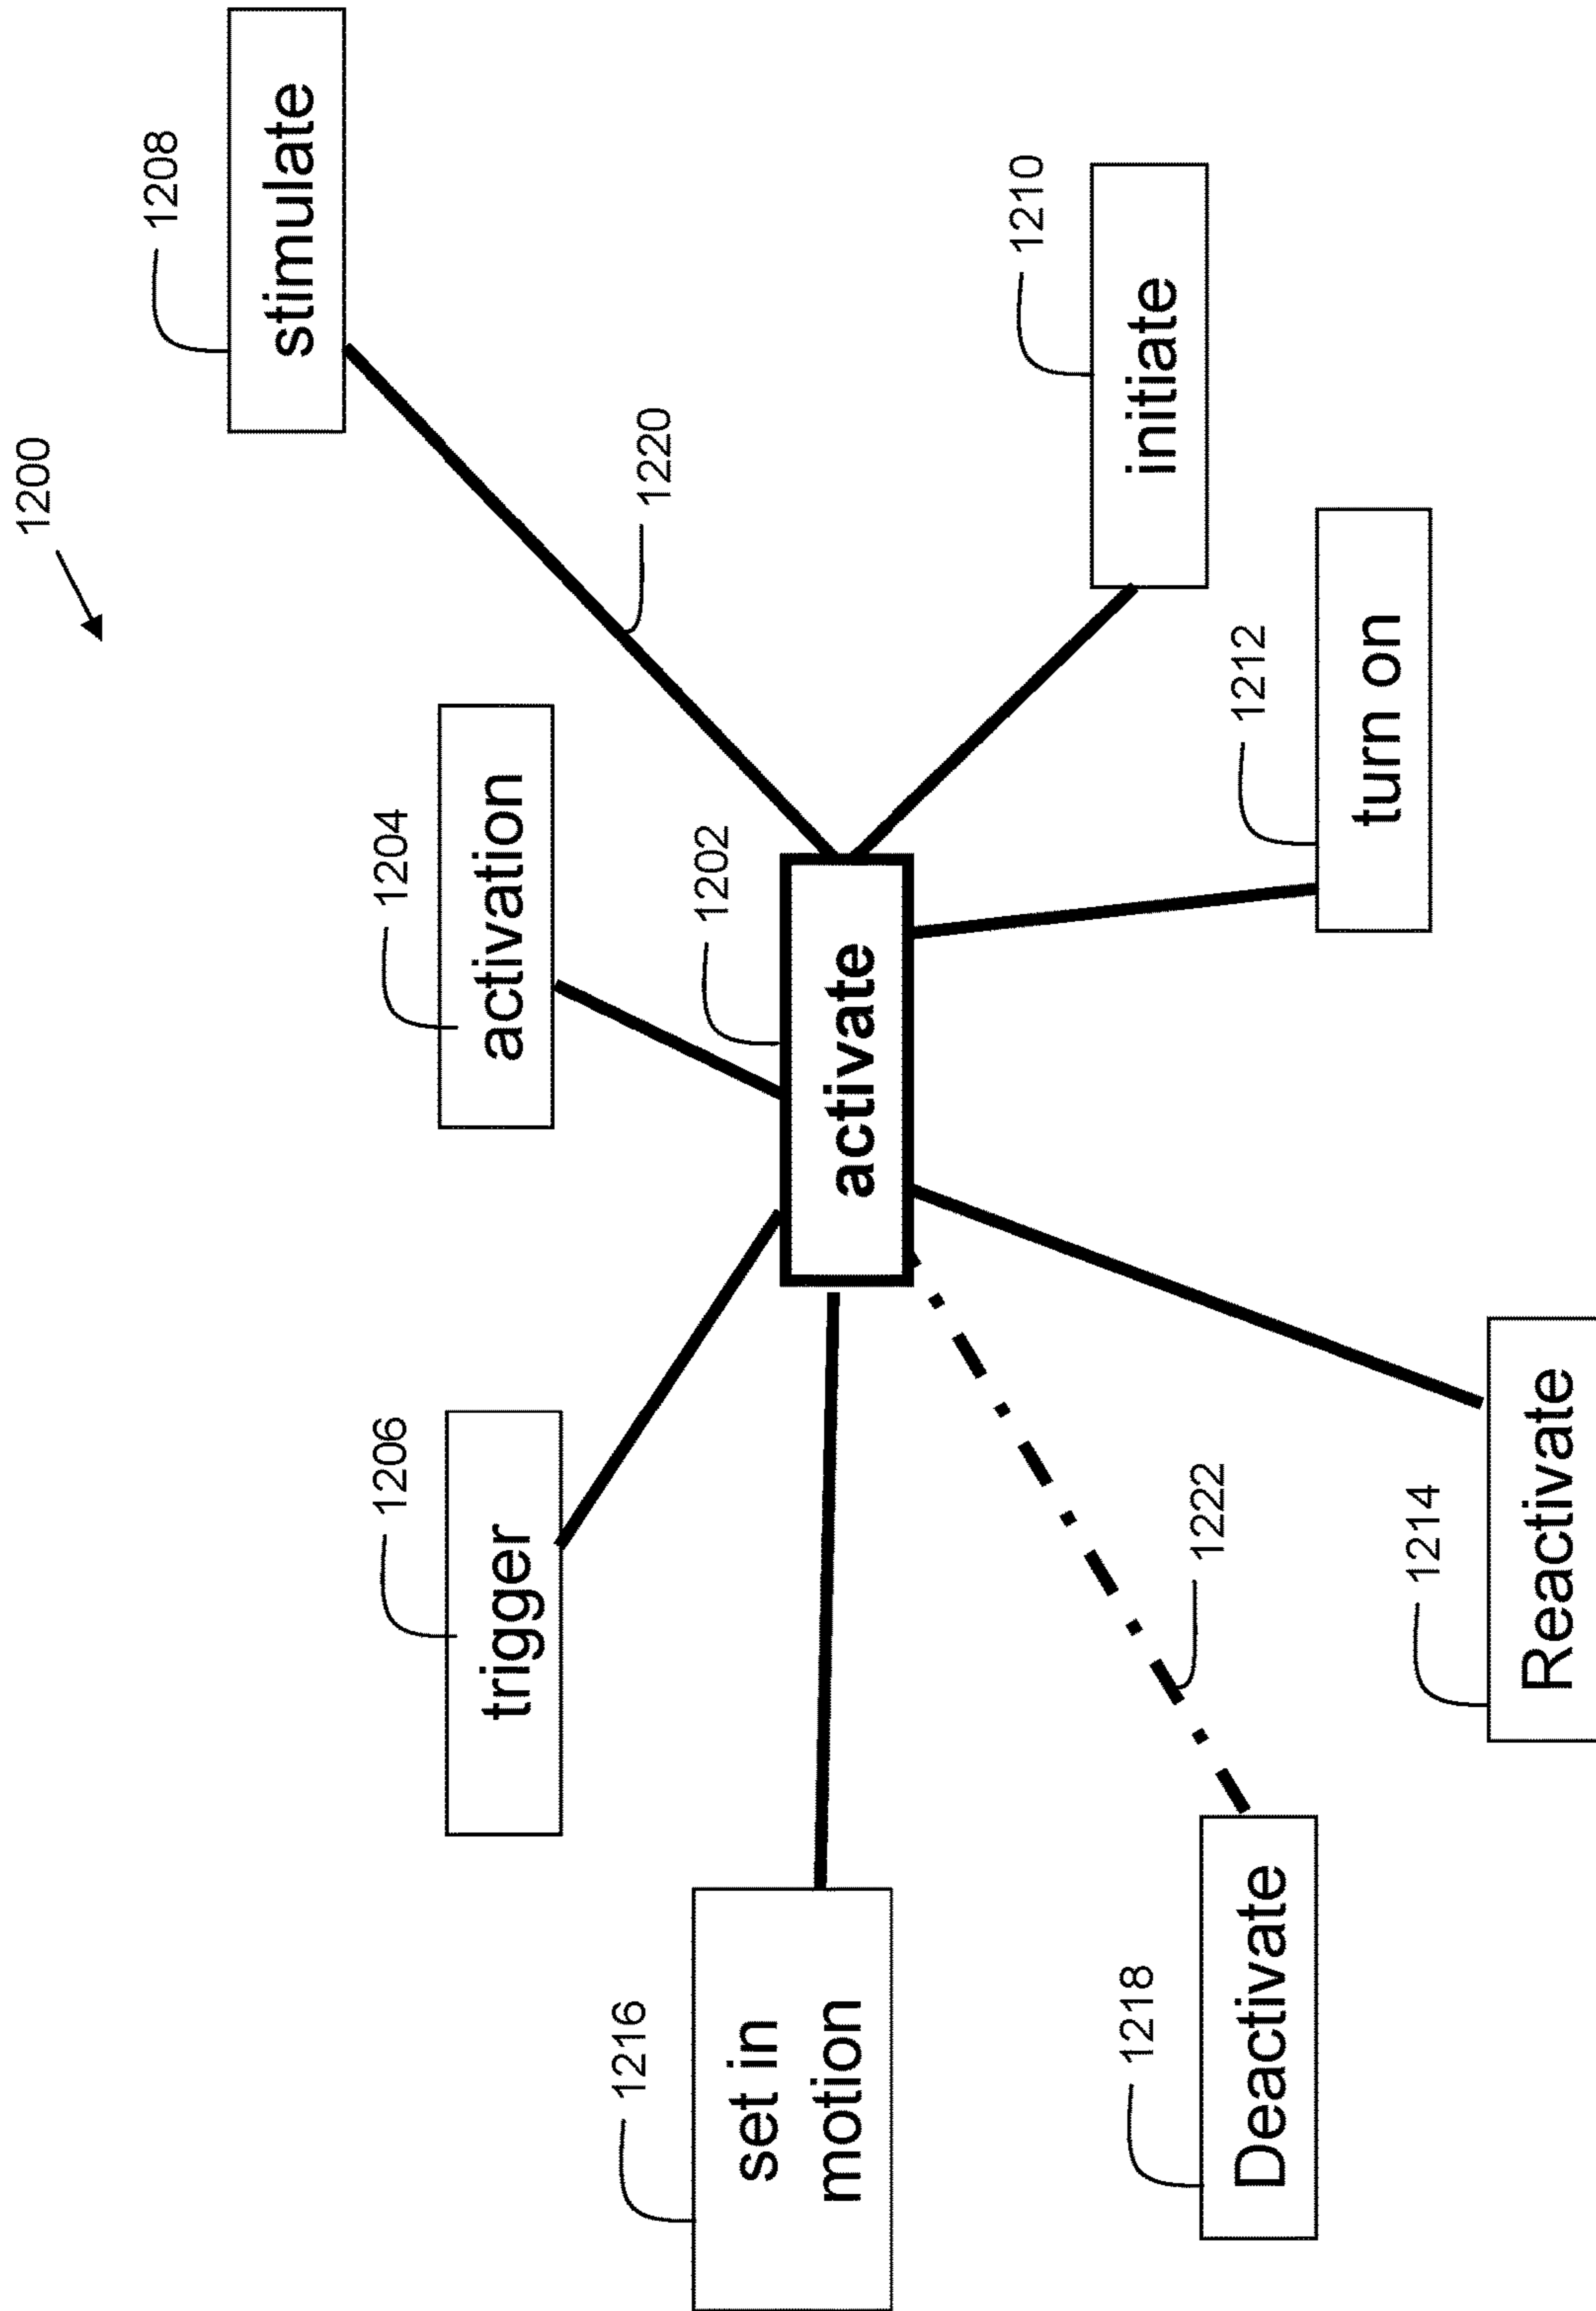 1200
1208
stimulate
1206
trigger
1204
activation
1220
1216
set in
motion
1202
activate
1210
initiate
1218
Deactivate
1222
1212
turn on
1214
Reactivate